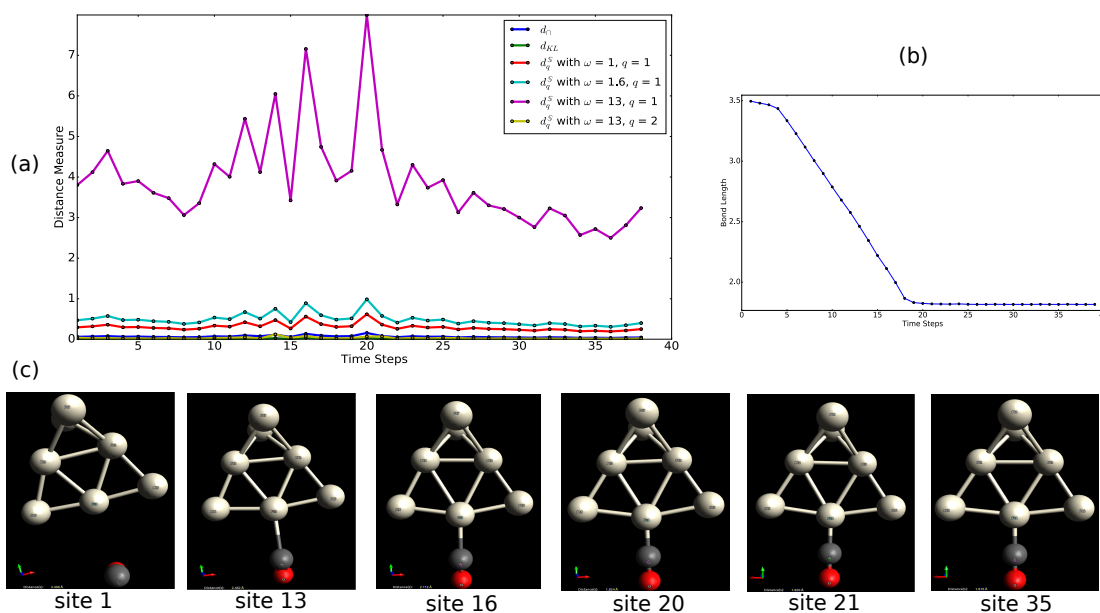 (a)
Distance Measure
7
6
5
4
3
2
1
0
5 10 15 20 25 30 35 40
Time Steps
d∩
d_KL
d_q^𝕊 with ω = 1, q = 1
d_q^𝕊 with ω = 1.6, q = 1
d_q^𝕊 with ω = 13, q = 1
d_q^𝕊 with ω = 13, q = 2
(b)
Bond Length
3.5
3.0
2.5
2.0
0 5 10 15 20 25 30 35
Time Steps
(c)
site 1 site 13 site 16 site 20 site 21 site 35